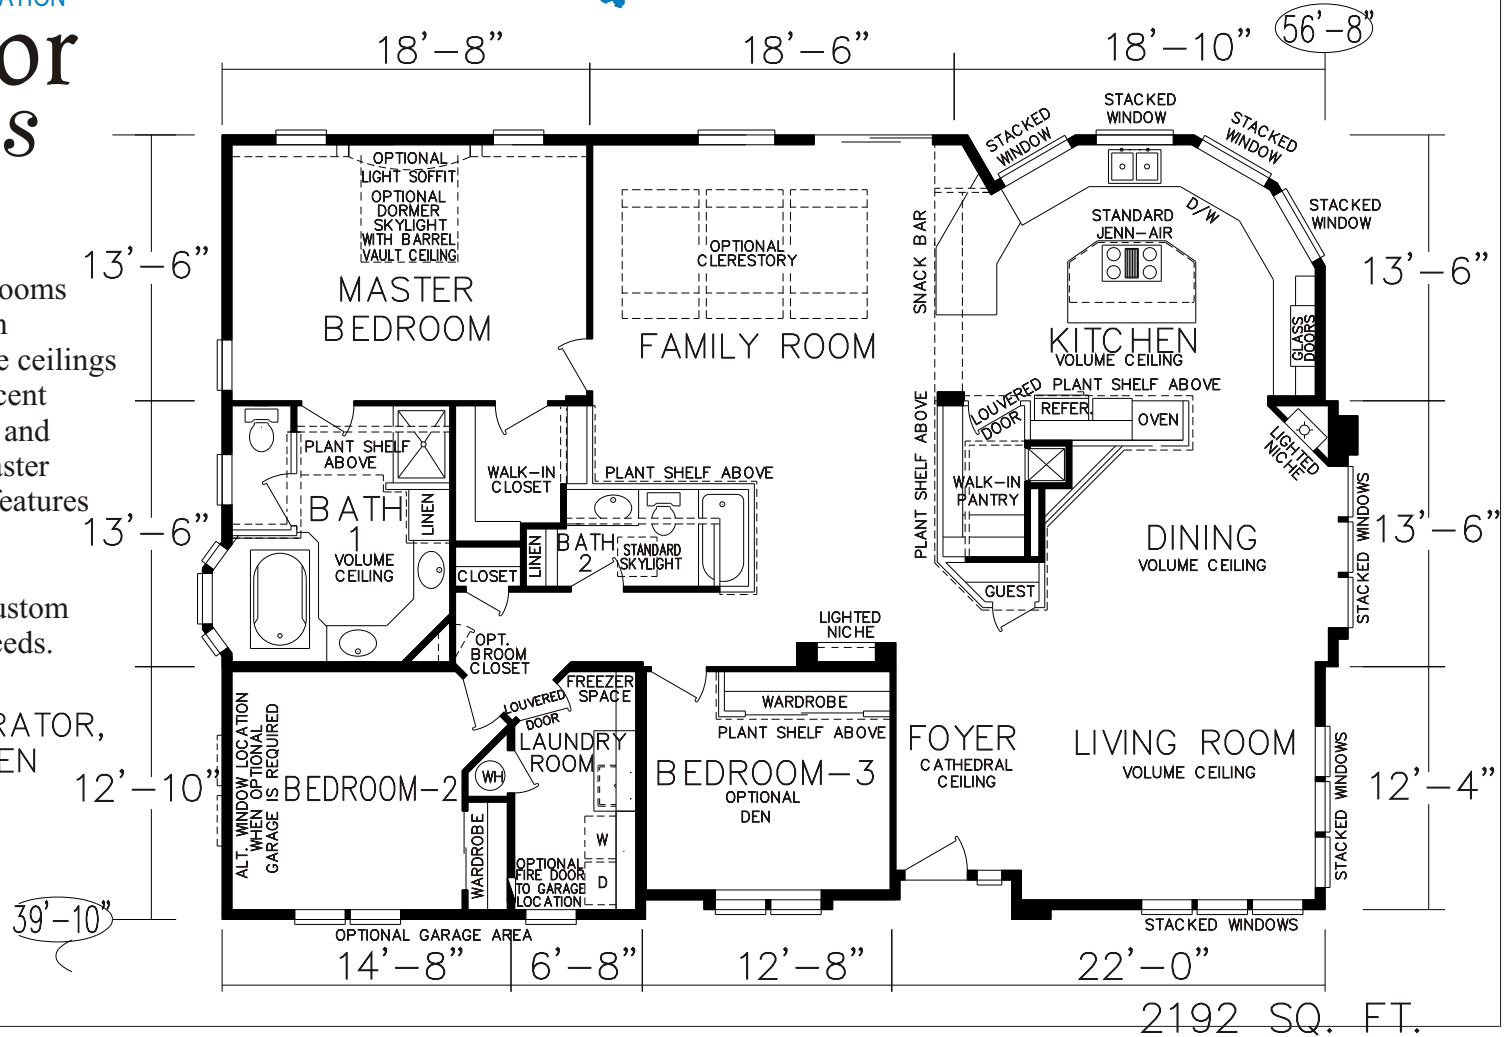 ATION
or
s
ooms
n
e ceilings
cent
and
aster
features
ustom
eeds.
RATOR,
EN
18'-8"
18'-6"
18'-10"
56'-8"
13'-6"
13'-6"
12'-10"
39'-10"
13'-6"
13'-6"
12'-4"
STACKED
WINDOW
STACKED
WINDOW
STACKED
WINDOW
STACKED
WINDOW
OPTIONAL
LIGHT SOFFIT
OPTIONAL
DORMER
SKYLIGHT
WITH BARREL
VAULT CEILING
MASTER
BEDROOM
OPTIONAL
CLERESTORY
FAMILY ROOM
SNACK BAR
STANDARD
JENN-AIR
D/W
KITCHEN
VOLUME CEILING
GLASS
DOORS
PLANT SHELF ABOVE
LOUVERED
DOOR
REFER.
OVEN
LIGHTED
NICHE
PLANT SHELF
ABOVE
BATH
1
VOLUME
CEILING
LINEN
WALK-IN
CLOSET
PLANT SHELF ABOVE
CLOSET
LINEN
BATH
2
STANDARD
SKYLIGHT
PLANT SHELF ABOVE
WALK-IN
PANTRY
GUEST
DINING
VOLUME CEILING
STACKED WINDOWS
LIGHTED
NICHE
OPT.
BROOM
CLOSET
LOUVERED
DOOR
FREEZER
SPACE
LAUNDRY
ROOM
WH
W
D
WARDROBE
OPTIONAL
FIRE DOOR
TO GARAGE
LOCATION
ALT. WINDOW LOCATION
WHEN OPTIONAL
GARAGE IS REQUIRED
BEDROOM-2
WARDROBE
PLANT SHELF ABOVE
BEDROOM-3
OPTIONAL
DEN
FOYER
CATHEDRAL
CEILING
LIVING ROOM
VOLUME CEILING
STACKED WINDOWS
STACKED WINDOWS
OPTIONAL GARAGE AREA
14'-8"
6'-8"
12'-8"
22'-0"
2192 SQ. FT.